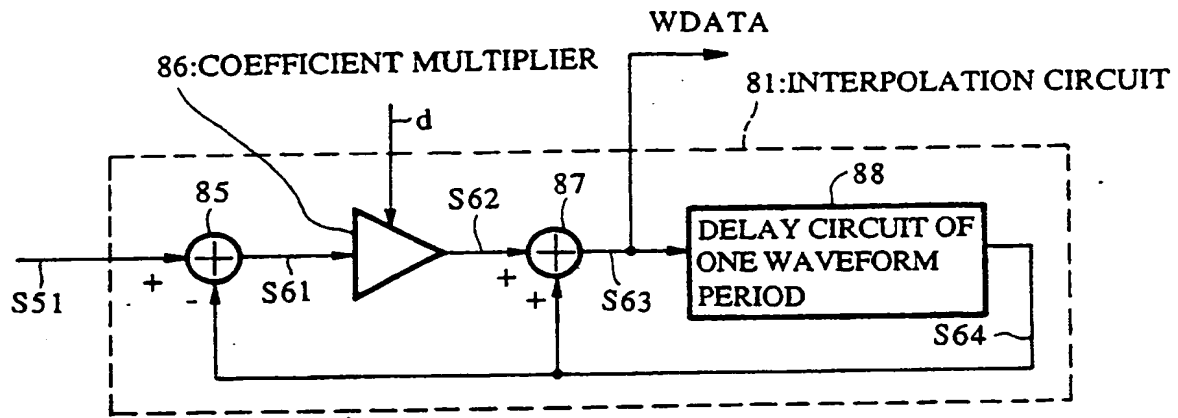 WDATA
86:COEFFICIENT MULTIPLIER
81:INTERPOLATION CIRCUIT
d
85
S62
87
88
DELAY CIRCUIT OF
ONE WAVEFORM
PERIOD
S51
+
-
S61
+
+
S63
S64